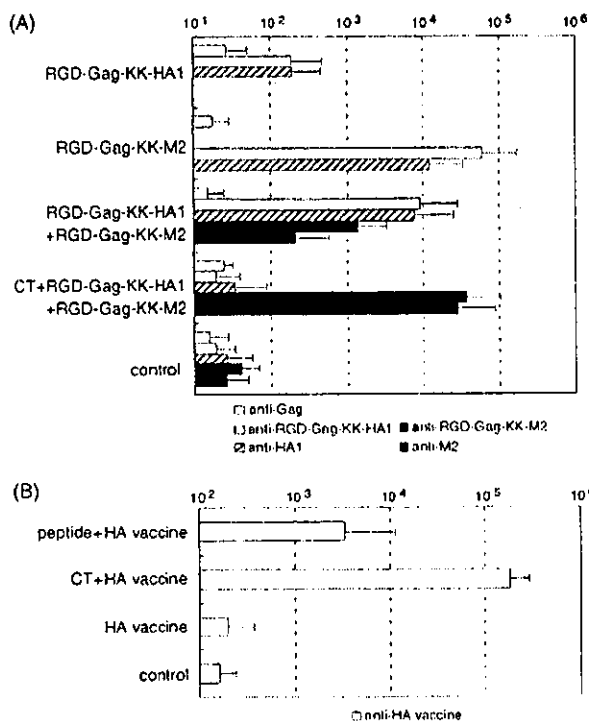 (A)
10¹ 10² 10³ 10⁴ 10⁵ 10⁶
RGD-Gag-KK-HA1
RGD-Gag-KK-M2
RGD-Gag-KK-HA1
+RGD-Gag-KK-M2
CT+RGD-Gag-KK-HA1
+RGD-Gag-KK-M2
control
anti-Gag
anti-RGD-Gag-KK-HA1 anti-RGD-Gag-KK-M2
anti-HA1 anti-M2
(B)
10² 10³ 10⁴ 10⁵
peptide+HA vaccine
CT+HA vaccine
HA vaccine
control
anti-HA vaccine